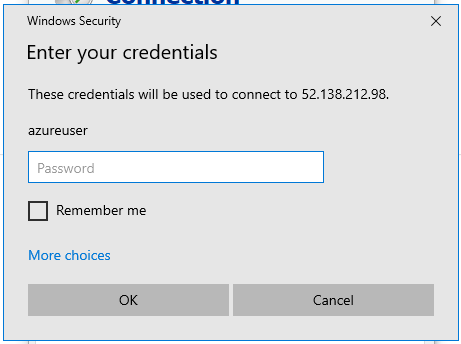 Connection
Windows Security
Enter your credentials
These credentials will be used to connect to 52.138.212.98.
azureuser
Password
Remember me
More choices
OK Cancel